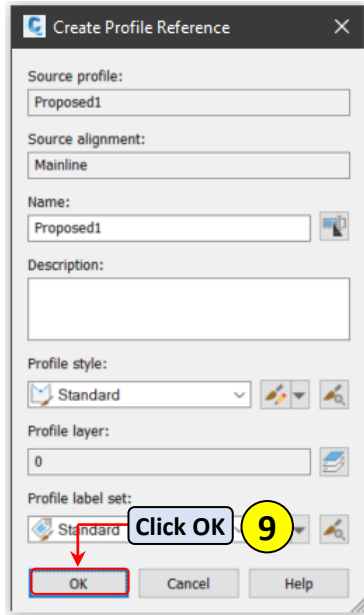 Create Profile Reference
Source profile:
Proposed1
Source alignment:
Mainline
Name:
Proposed1
Description:
Profile style:
Standard
Profile layer:
0
Profile label set:
Standard
Click OK 9
OK Cancel Help